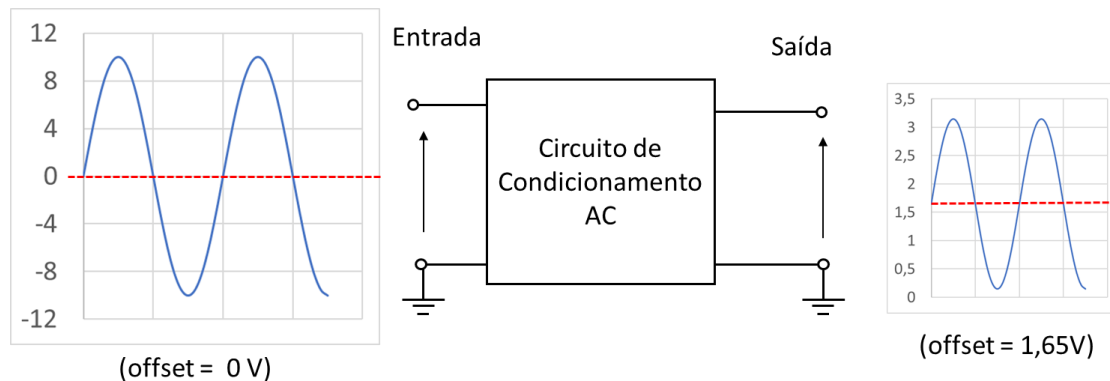 12
8
4
0
-4
-8
-12
(offset = 0 V)
Entrada
Circuito de
Condicionamento
AC
Saída
3,5
3
2,5
2
1,5
1
0,5
0
(offset = 1,65V)